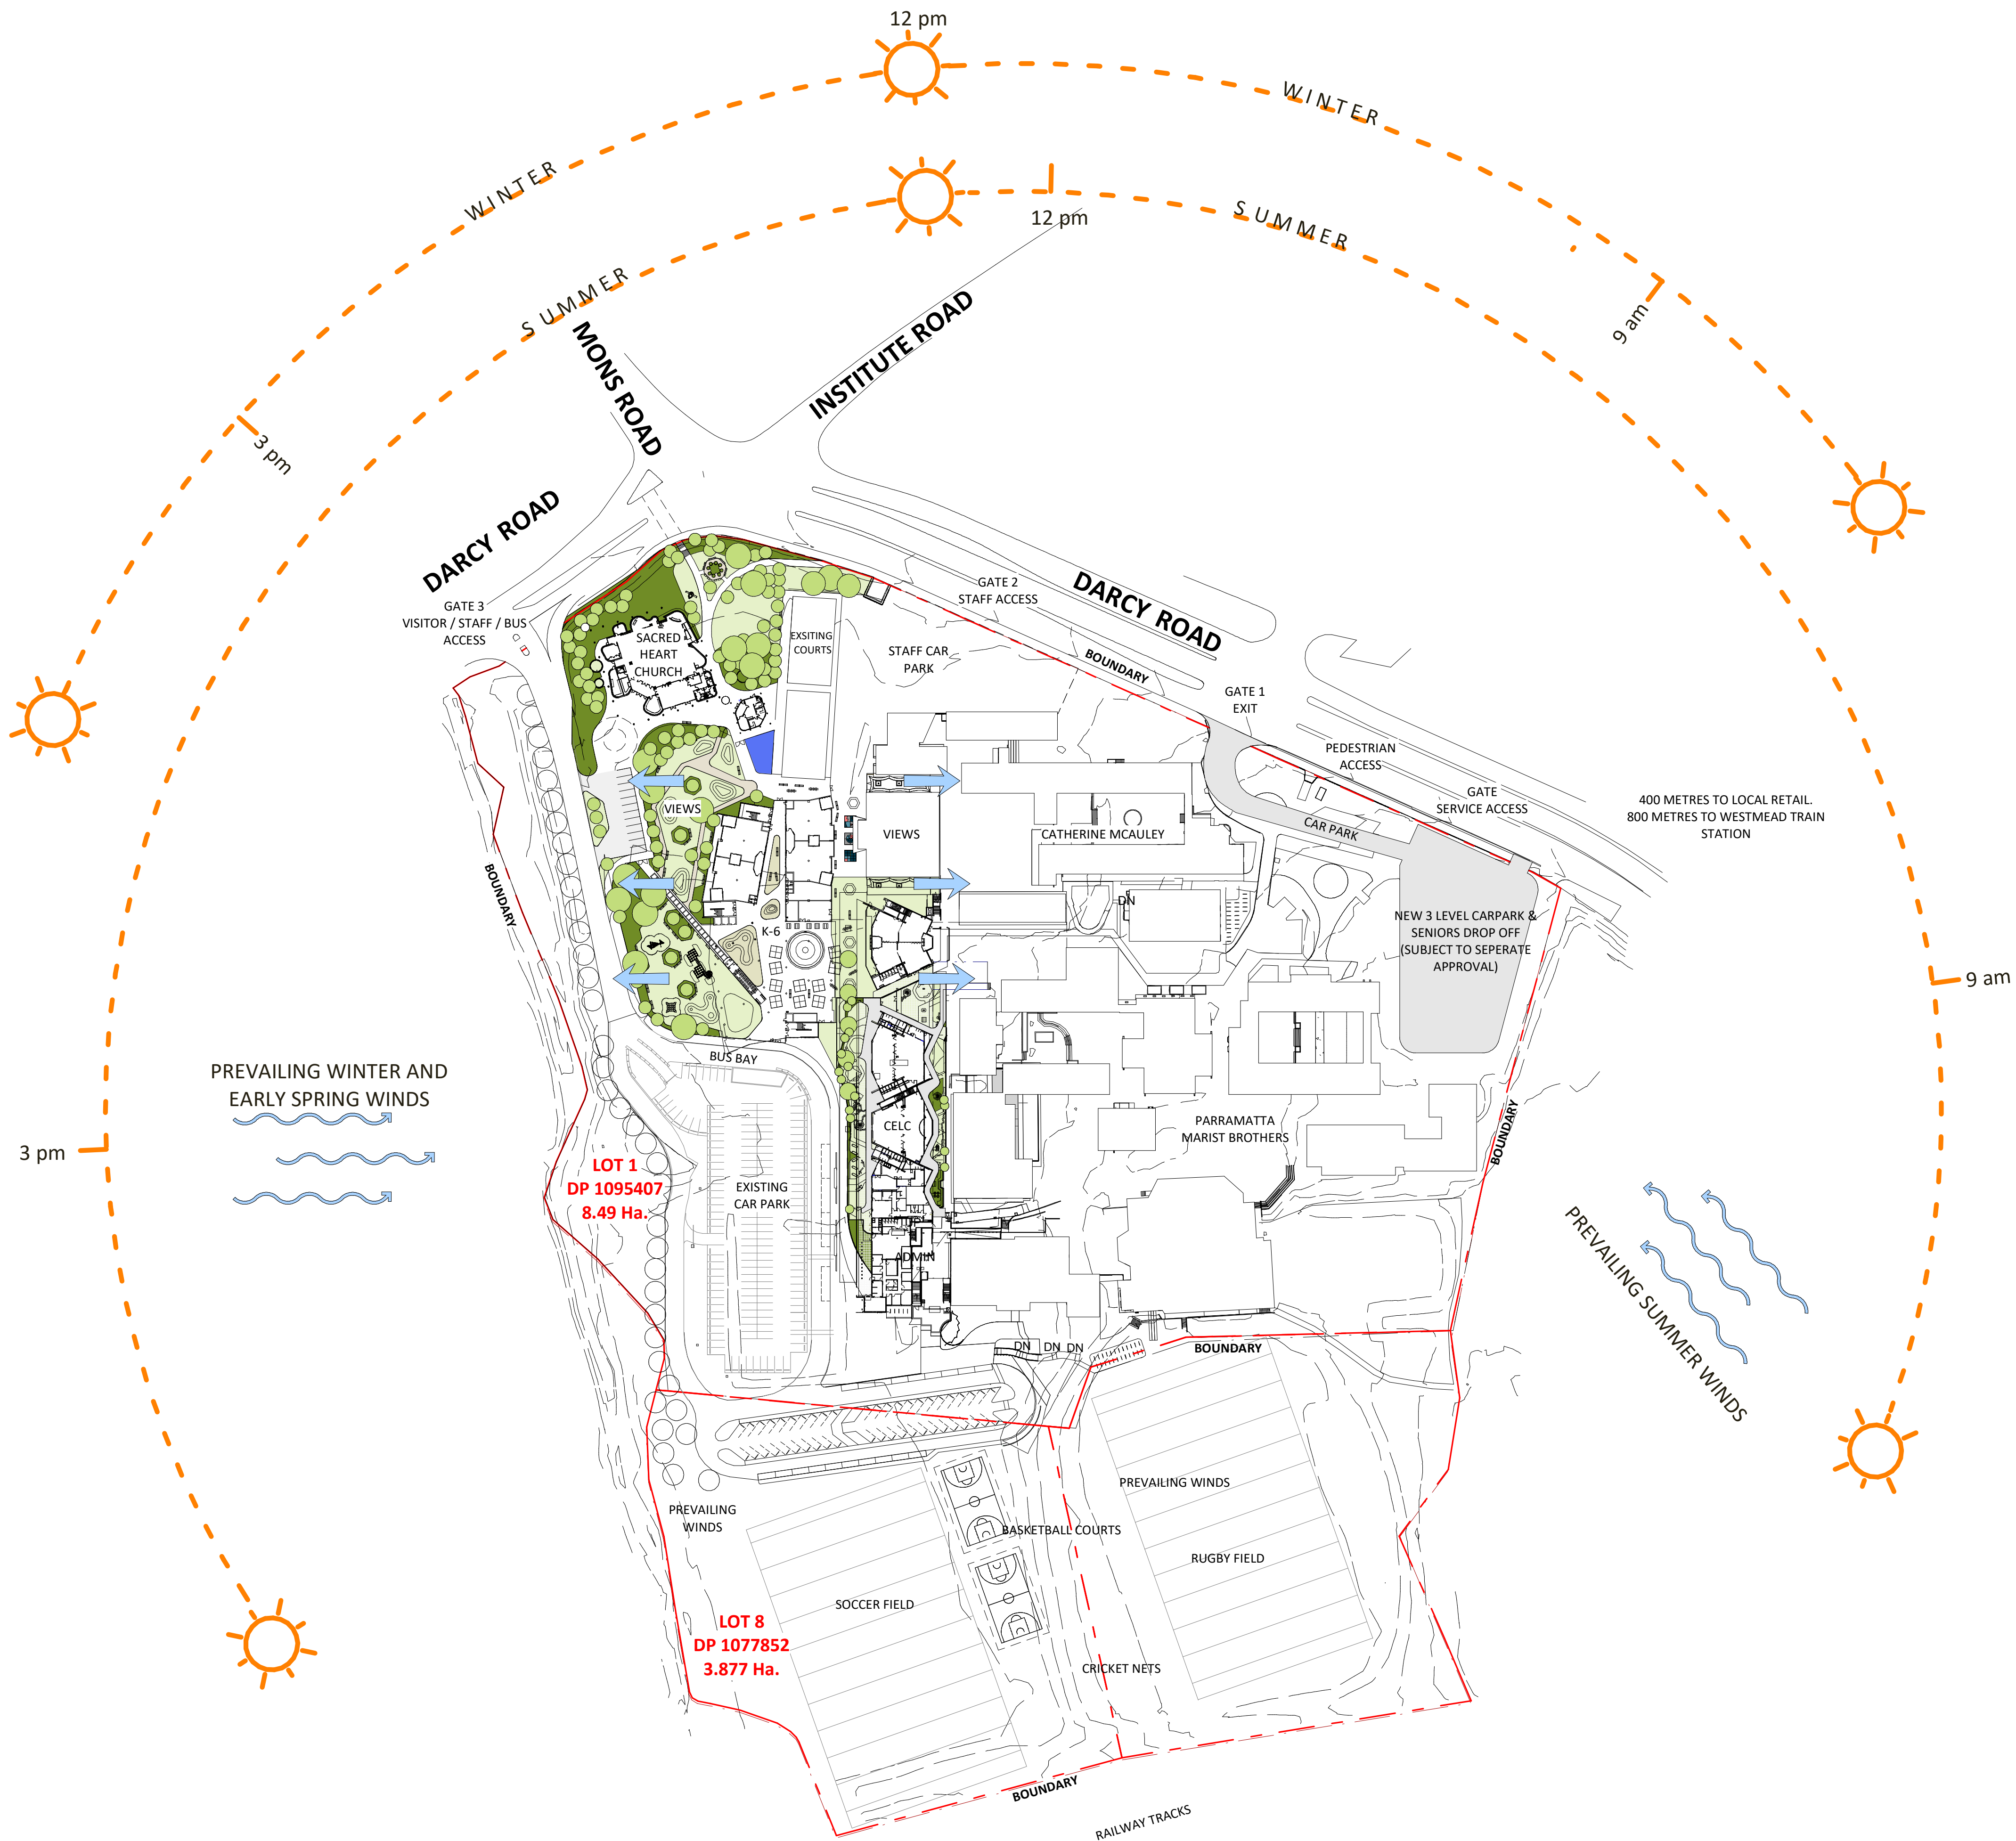 12 pm
WINTER
WINTER
12 pm
SUMMER
SUMMER
9 am
3 pm
MONS ROAD
INSTITUTE ROAD
DARCY ROAD
DARCY ROAD
GATE 3
VISITOR / STAFF / BUS
ACCESS
GATE 2
STAFF ACCESS
SACRED
HEART
CHURCH
EXSITING
COURTS
STAFF CAR
PARK
BOUNDARY
GATE 1
EXIT
PEDESTRIAN
ACCESS
GATE
SERVICE ACCESS
400 METRES TO LOCAL RETAIL.
800 METRES TO WESTMEAD TRAIN
STATION
VIEWS
VIEWS
CATHERINE MCAULEY
CAR PARK
BOUNDARY
DN
K-6
NEW 3 LEVEL CARPARK &
SENIORS DROP OFF
(SUBJECT TO SEPERATE
APPROVAL)
9 am
BUS BAY
PREVAILING WINTER AND
EARLY SPRING WINDS
3 pm
CELC
PARRAMATTA
MARIST BROTHERS
BOUNDARY
LOT 1
DP 1095407
8.49 Ha.
EXISTING
CAR PARK
ADMIN
PREVAILING SUMMER WINDS
DN
DN
DN
BOUNDARY
PREVAILING
WINDS
PREVAILING WINDS
BASKETBALL COURTS
RUGBY FIELD
SOCCER FIELD
LOT 8
DP 1077852
3.877 Ha.
CRICKET NETS
BOUNDARY
RAILWAY TRACKS